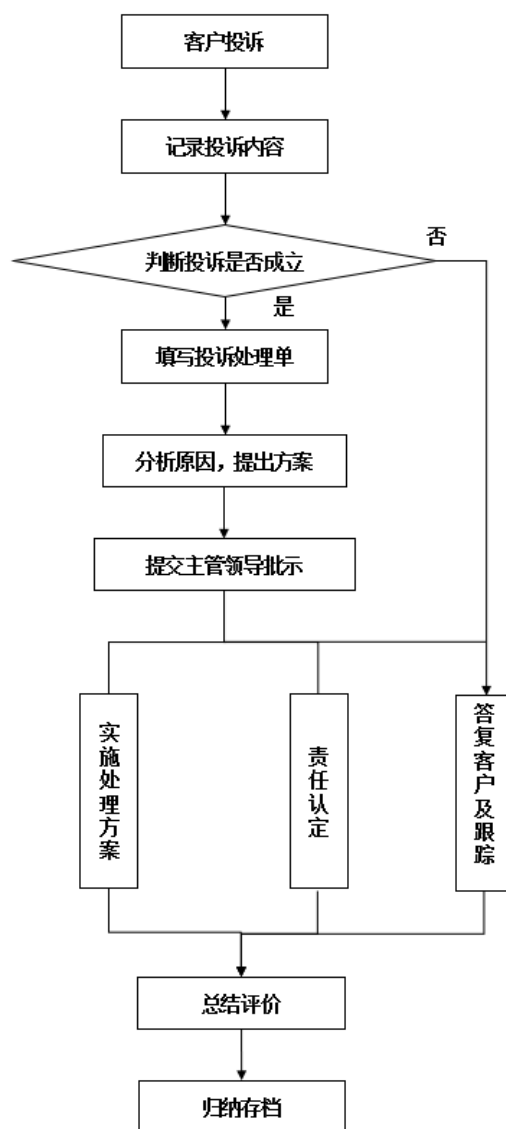 客户投诉
记录投诉内容
否
判断投诉是否成立
是
填写投诉处理单
分析原因，提出方案
提交主管领导批示
实施处理方案
责任认定
答复客户及跟踪
总结评价
归纳存档